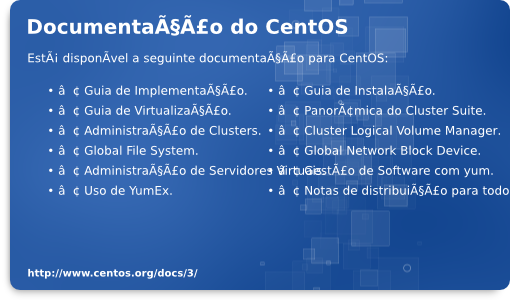 DocumentaÃ§Ã£o do CentOS
EstÃ¡ disponÃvel a seguinte documentaÃ§Ã£o para CentOS:
• â ¢ Guia de ImplementaÃ§Ã£o.
• â ¢ Guia de VirtualizaÃ§Ã£o.
• â ¢ AdministraÃ§Ã£o de Clusters.
• â ¢ Global File System.
• â ¢ AdministraÃ§Ã£o de Servidores Virtuais.
• â ¢ Uso de YumEx.
• â ¢ Guia de InstalaÃ§Ã£o.
• â ¢ PanorÃ¢mica do Cluster Suite.
• â ¢ Cluster Logical Volume Manager.
• â ¢ Global Network Block Device.
• â ¢ GestÃ£o de Software com yum.
• â ¢ Notas de distribuiÃ§Ã£o para todo
http://www.centos.org/docs/3/